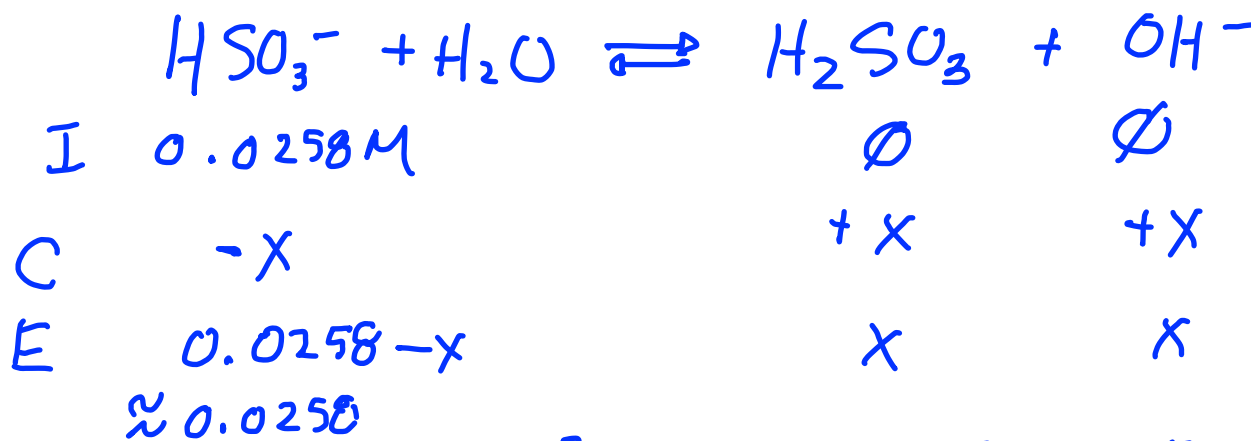 HSO₃⁻ + H₂O ⇌ H₂SO₃ + OH⁻
I 0.0258M Ø Ø
C -X +X +X
E 0.0258-x X X
≈ 0.0258